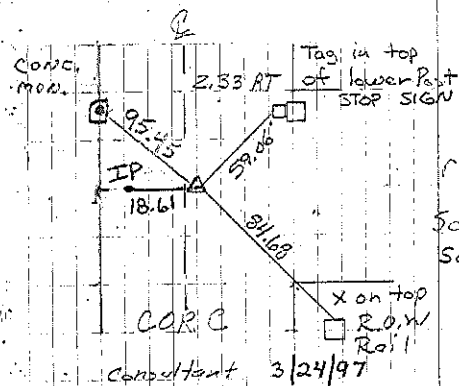 ℄
CONC. MON.
Tag in top
of lower Post
STOP SIGN
2.33 RT
95.45
59.06
IP
18.61
84.68
X on top
R.O.W
Rail
COR C
Consultant 3/24/97